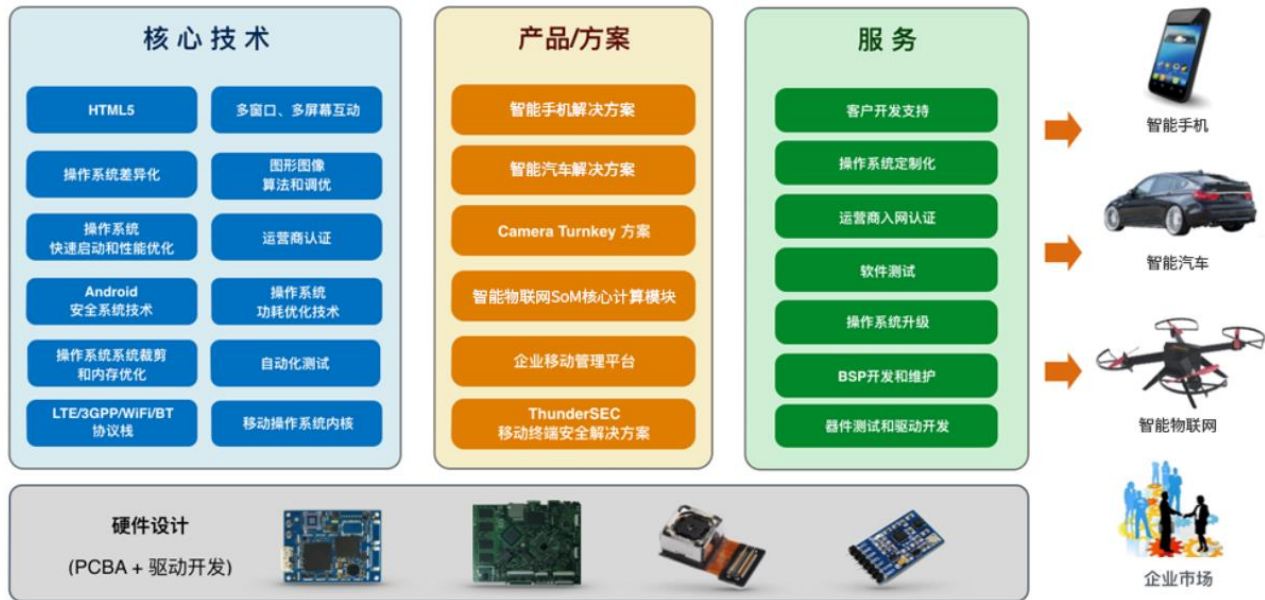 核心技术
HTML5
多窗口、多屏幕互动
操作系统差异化
图形图像
算法和调优
操作系统
快速启动和性能优化
运营商认证
Android
安全系统技术
操作系统
功耗优化技术
操作系统系统裁剪
和内存优化
自动化测试
LTE/3GPP/WiFi/BT
协议栈
移动操作系统内核
产品/方案
智能手机解决方案
智能汽车解决方案
Camera Turnkey 方案
智能物联网SoM核心计算模块
企业移动管理平台
ThunderSEC
移动终端安全解决方案
服务
客户开发支持
操作系统定制化
运营商入网认证
软件测试
操作系统升级
BSP开发和维护
器件测试和驱动开发
智能手机
智能汽车
智能物联网
企业市场
硬件设计
(PCBA + 驱动开发)